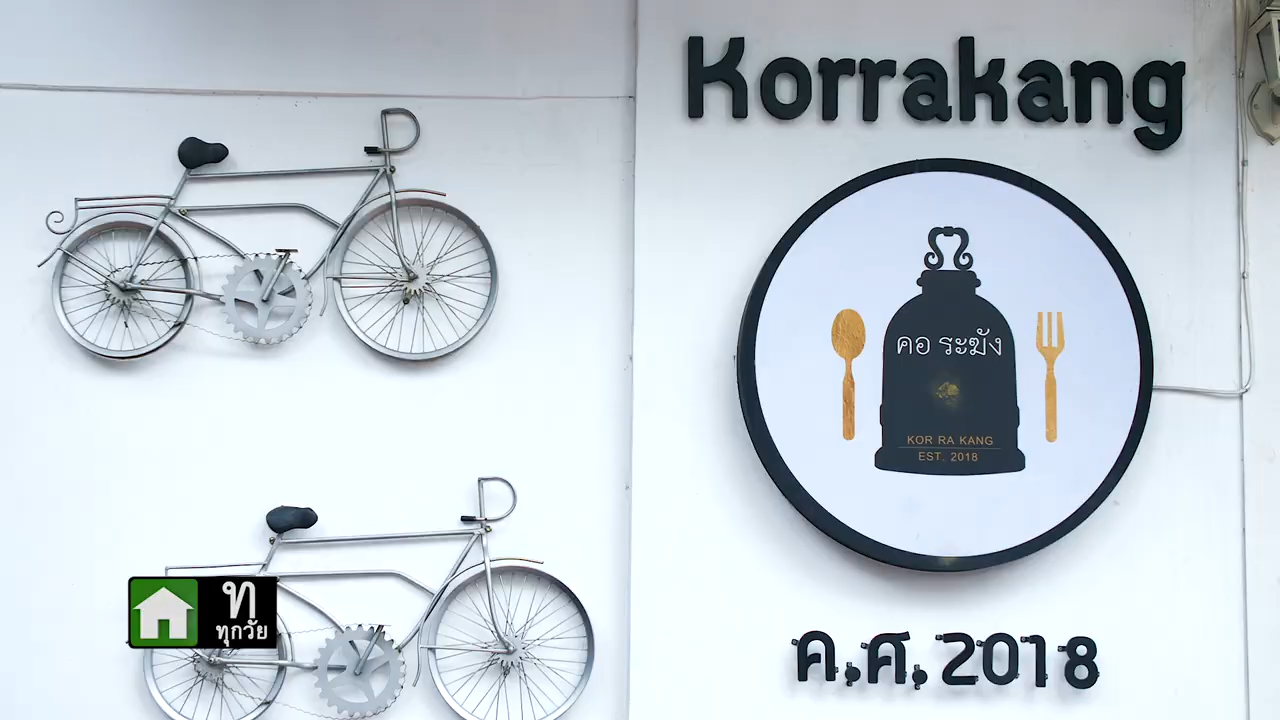 Korrakang
คอ ระฆัง
KOR RA KANG
EST. 2018
ค.ศ.2018
ท
ทุกวัย